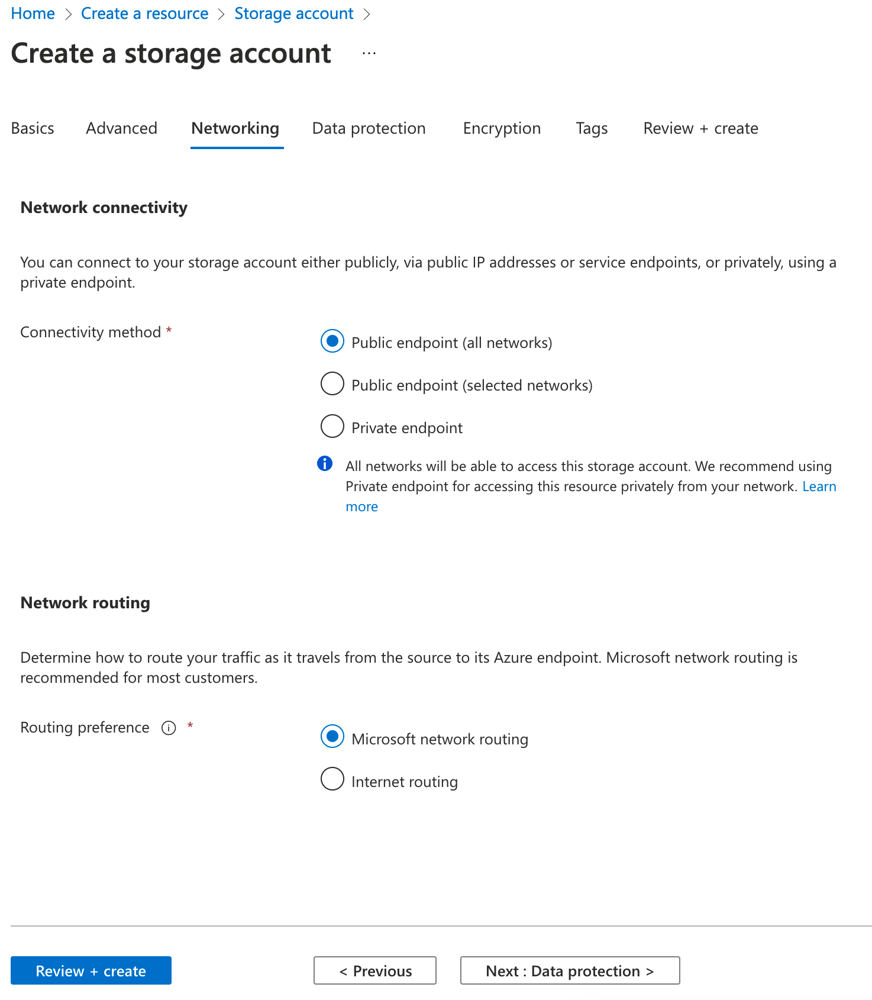 Home > Create a resource > Storage account >
Create a storage account ...
Basics Advanced Networking Data protection Encryption Tags Review + create
Network connectivity
You can connect to your storage account either publicly, via public IP addresses or service endpoints, or privately, using a
private endpoint.
Connectivity method *
Public endpoint (all networks)
Public endpoint (selected networks)
Private endpoint
All networks will be able to access this storage account. We recommend using
Private endpoint for accessing this resource privately from your network. Learn
more
Network routing
Determine how to route your traffic as it travels from the source to its Azure endpoint. Microsoft network routing is
recommended for most customers.
Routing preference *
Microsoft network routing
Internet routing
Review + create < Previous Next : Data protection >